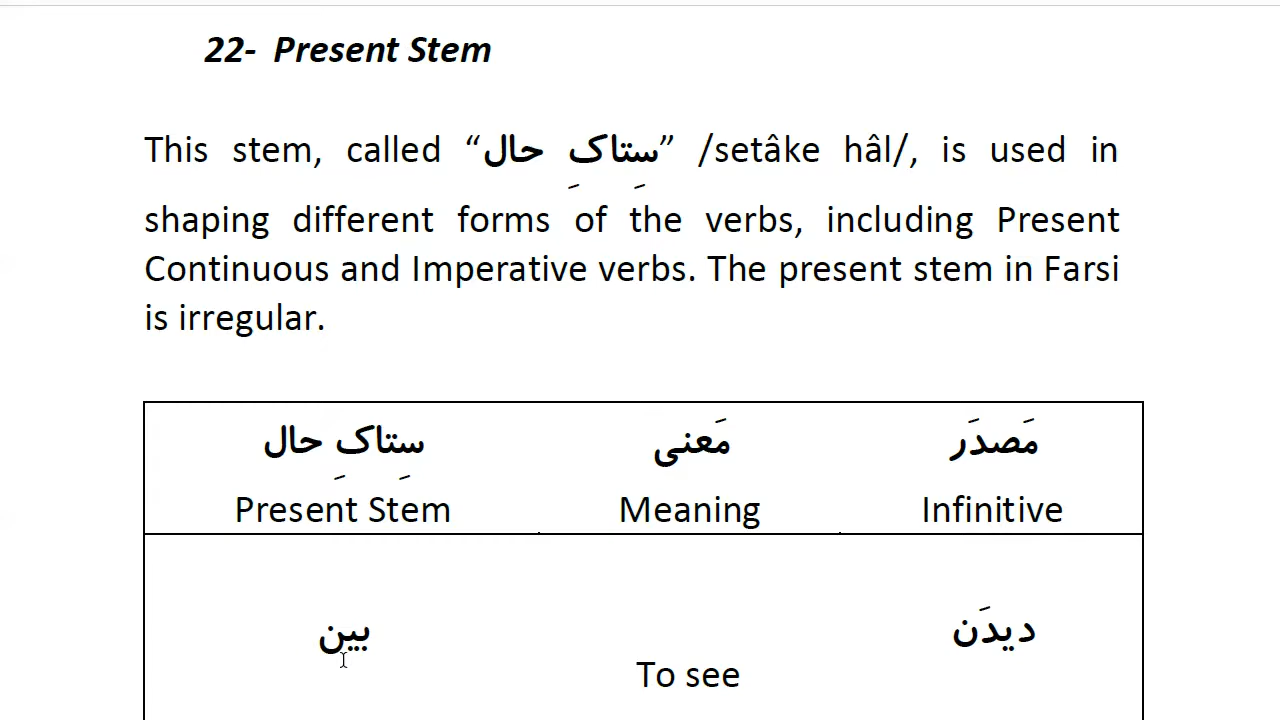 22- Present Stem
This stem, called “سِتاکِ حال” /setâke hâl/, is used in
shaping different forms of the verbs, including Present
Continuous and Imperative verbs. The present stem in Farsi
is irregular.
مَصدَر مَعنی سِتاکِ حال
Infinitive Meaning Present Stem
دیدَن بین
To see